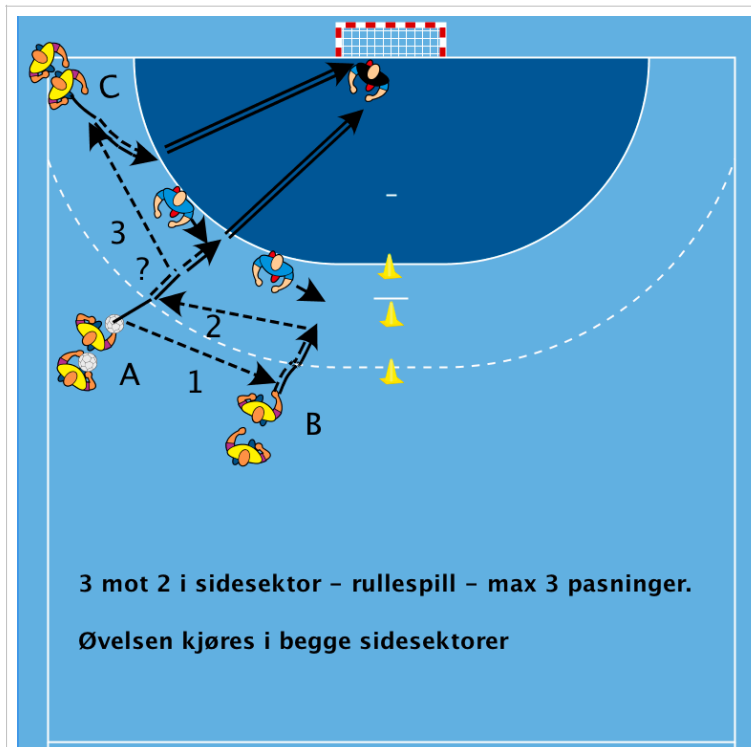 C
3
?
2
A
1
B
3 mot 2 i sidesektor – rullespill – max 3 pasninger.
Øvelsen kjøres i begge sidesektorer